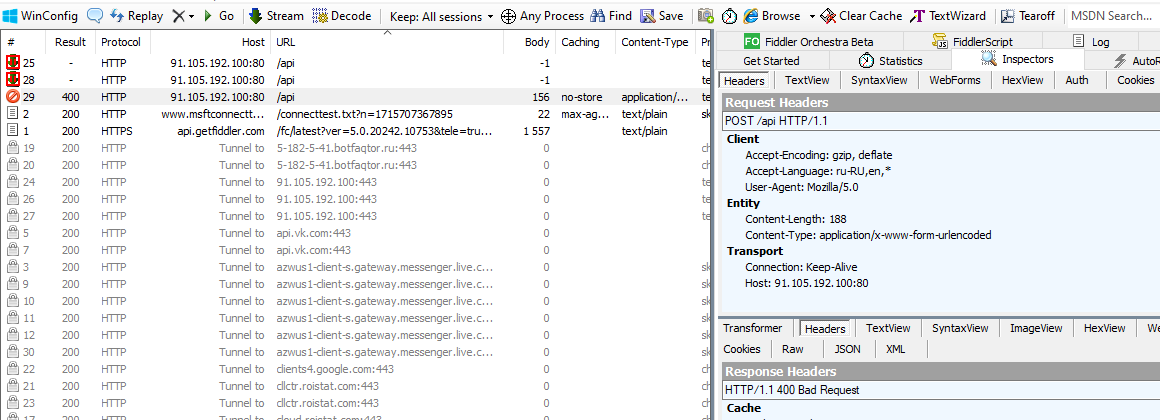 WinConfig Replay Go Stream Decode Keep: All sessions Any Process Find Save Browse Clear Cache TextWizard Tearoff MSDN Search...
# Result Protocol Host URL Body Caching Content-Type
25 - HTTP 91.105.192.100:80 /api -1
28 - HTTP 91.105.192.100:80 /api -1
29 400 HTTP 91.105.192.100:80 /api 156 no-store application/...
2 200 HTTP www.msftconnectt... /connecttest.txt?n=1715707367895 22 max-ag... text/plain
1 200 HTTPS api.getfiddler.com /fc/latest?ver=5.0.20242.10753&tele=tru... 1 557 text/plain
19 200 HTTP Tunnel to 5-182-5-41.botfaqtor.ru:443 0
20 200 HTTP Tunnel to 5-182-5-41.botfaqtor.ru:443 0
24 200 HTTP Tunnel to 91.105.192.100:443 0
26 200 HTTP Tunnel to 91.105.192.100:443 0
27 200 HTTP Tunnel to 91.105.192.100:443 0
5 200 HTTP Tunnel to api.vk.com:443 0
7 200 HTTP Tunnel to api.vk.com:443 0
3 200 HTTP Tunnel to azwus1-client-s.gateway.messenger.live.c... 0
9 200 HTTP Tunnel to azwus1-client-s.gateway.messenger.live.c... 0
10 200 HTTP Tunnel to azwus1-client-s.gateway.messenger.live.c... 0
11 200 HTTP Tunnel to azwus1-client-s.gateway.messenger.live.c... 0
12 200 HTTP Tunnel to azwus1-client-s.gateway.messenger.live.c... 0
30 200 HTTP Tunnel to azwus1-client-s.gateway.messenger.live.c... 0
22 200 HTTP Tunnel to clients4.google.com:443 0
21 200 HTTP Tunnel to cllctr.roistat.com:443 0
23 200 HTTP Tunnel to cllctr.roistat.com:443 0
17 200 HTTP Tunnel to cloud.roistat.com:443 0
FO Fiddler Orchestra Beta FiddlerScript Log
Get Started Statistics Inspectors AutoR
Headers TextView SyntaxView WebForms HexView Auth Cookies
Request Headers
POST /api HTTP/1.1
Client
Accept-Encoding: gzip, deflate
Accept-Language: ru-RU,en,*
User-Agent: Mozilla/5.0
Entity
Content-Length: 188
Content-Type: application/x-www-form-urlencoded
Transport
Connection: Keep-Alive
Host: 91.105.192.100:80
Transformer Headers TextView SyntaxView ImageView HexView We
Cookies Raw JSON XML
Response Headers
HTTP/1.1 400 Bad Request
Cache